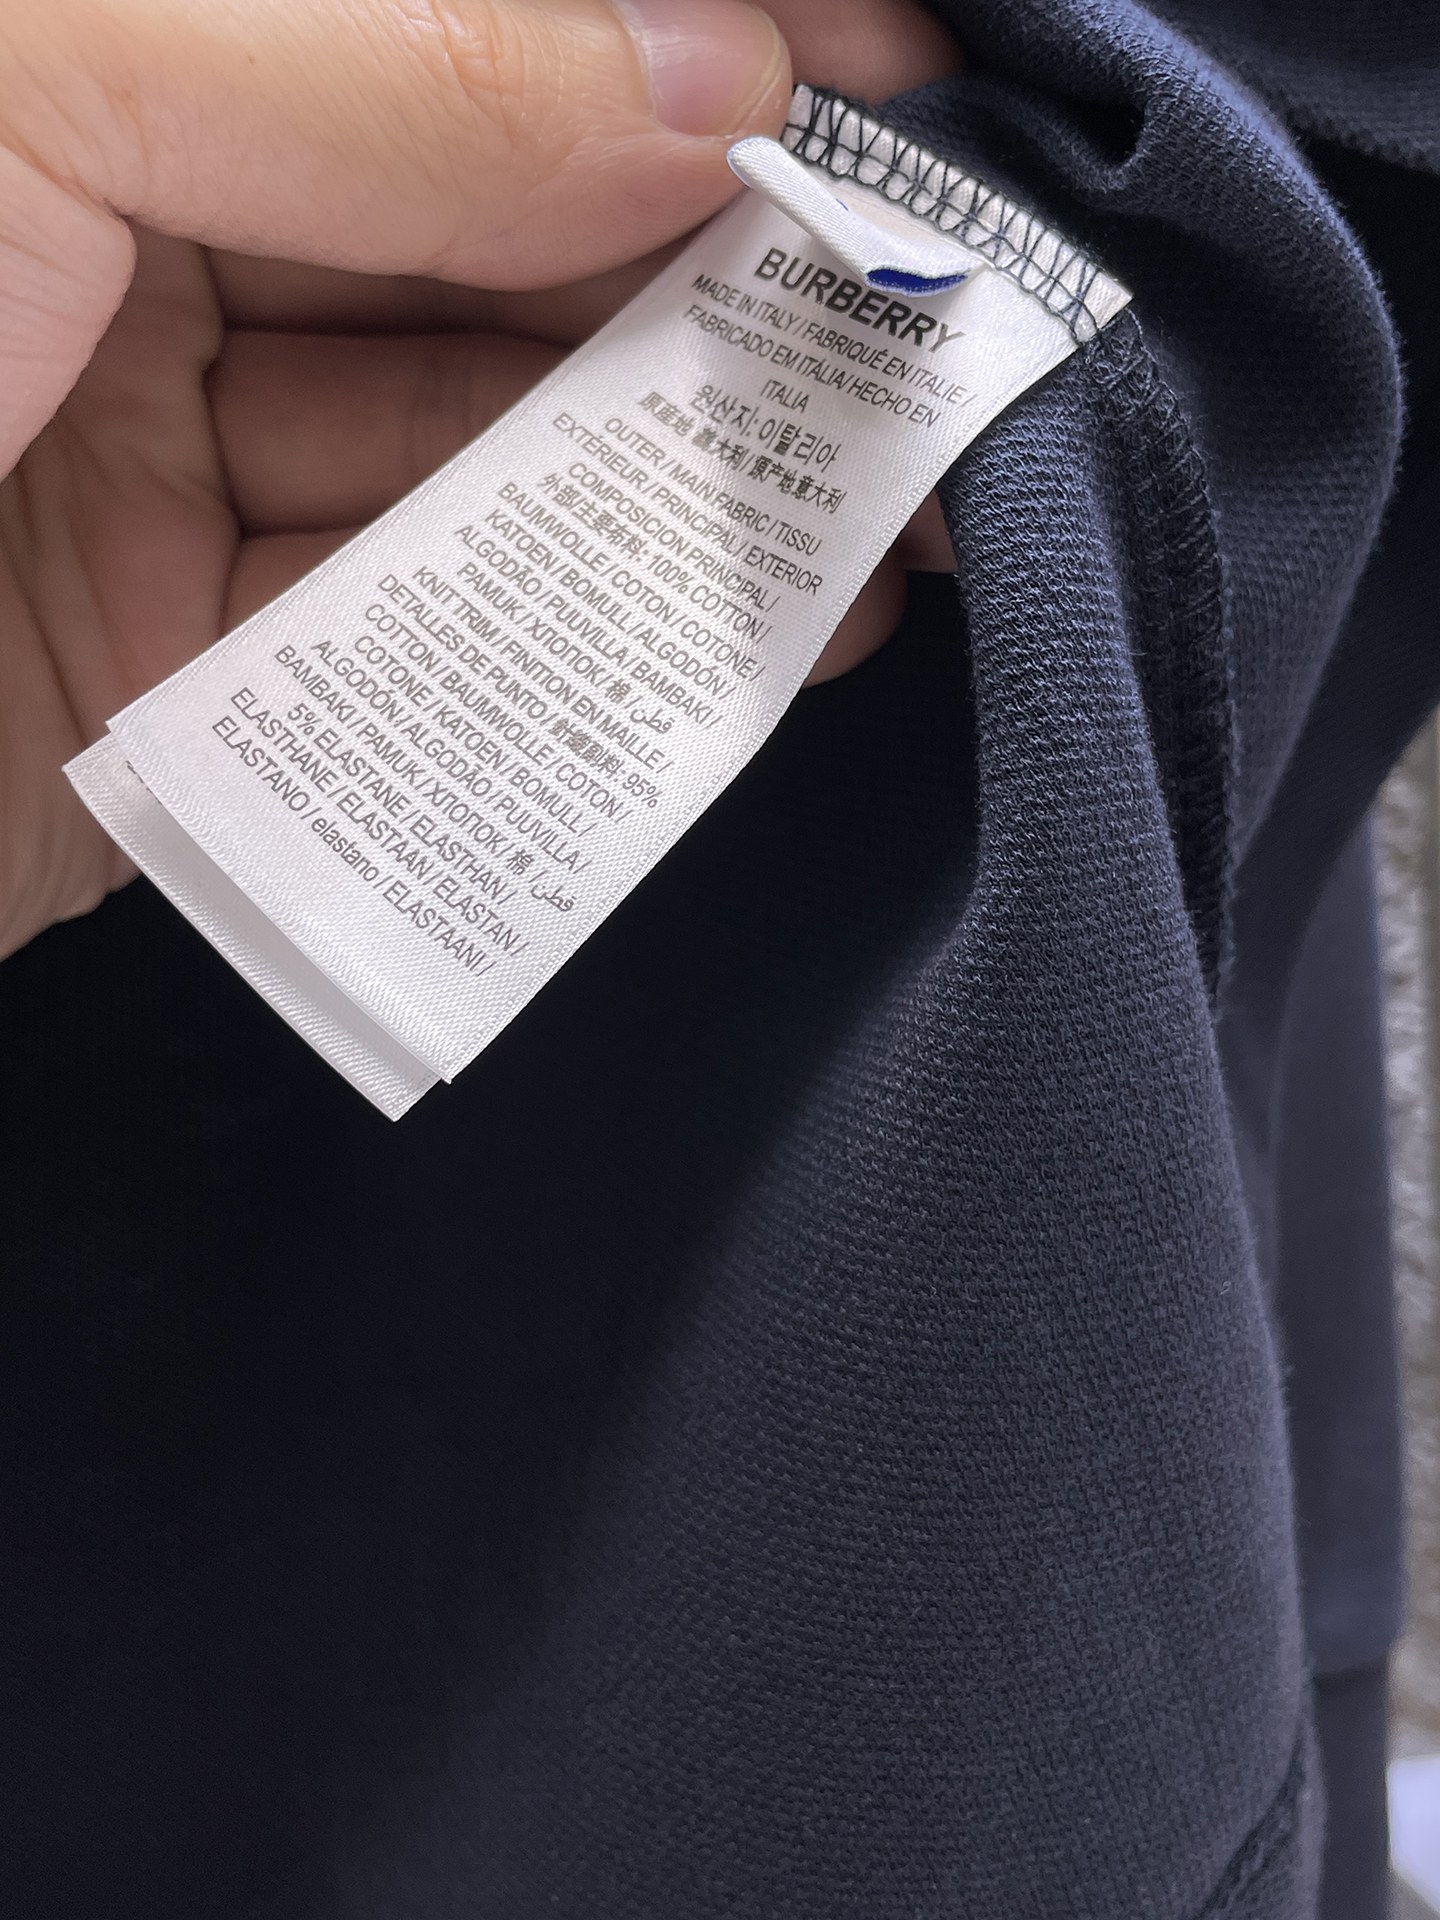 BURBERRY
MADE IN ITALY / FABRIQUÉ EN ITALIE /
FABRICADO EM ITÁLIA / HECHO EN
ITALIA
원산지: 이탈리아
原産地 意大利 / 原产地意大利
OUTER / MAIN FABRIC / TISSU
EXTÉRIEUR / PRINCIPAL / EXTERIOR
COMPOSICION PRINCIPAL /
外部主要布料: 100% COTTON /
BAUMWOLLE / COTON / COTONE /
KATOEN / BOMULL / ALGODÓN /
ALGODÃO / PUUVILLA / BAMBAKI /
PAMUK / ΧΠΟΠΟΚ / 棉 / قطن
KNIT TRIM / FINITION EN MAILLE /
DETALLES DE PUNTO / 針織副料: 95%
COTTON / BAUMWOLLE / COTON /
COTONE / KATOEN / BOMULL /
ALGODÓN / ALGODÃO / PUUVILLA /
BAMBAKI / PAMUK / ΧΠΟΠΟΚ / 棉 / قطن
5% ELASTANE / ELASTHAN /
ELASTHANE / ELASTAAN / ELASTAN /
ELASTANO / elastano / ELASTAANI /